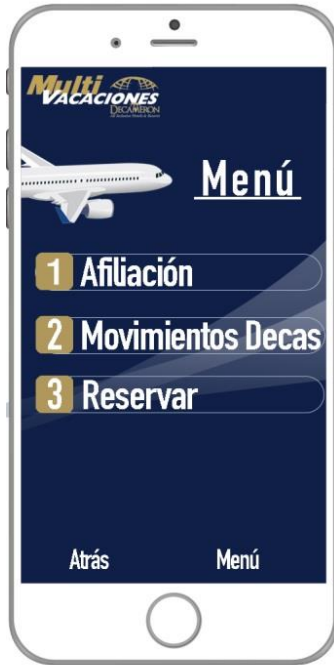 Multi
VACACIONES
DECAMERON
Menú
1 Afiliación
2 Movimientos Decas
3 Reservar
Atrás Menú